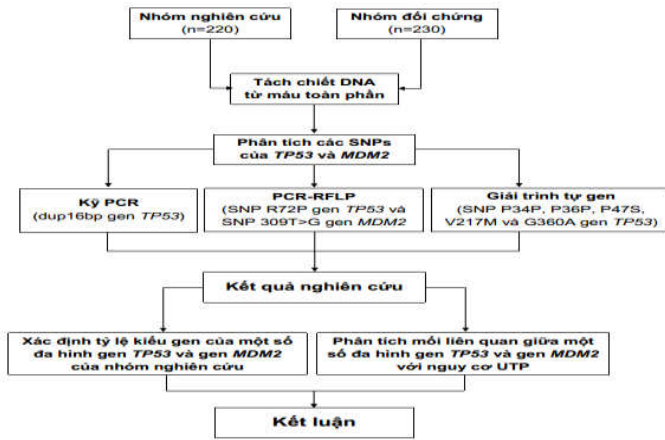 Nhóm nghiên cứu
(n=220)
Nhóm đối chứng
(n=230)
Tách chiết DNA
từ máu toàn phần
Phân tích các SNPs
của TP53 và MDM2
Kỹ PCR
(dup16bp gen TP53)
PCR-RFLP
(SNP R72P gen TP53 và
SNP 309T>G gen MDM2
Giải trình tự gen
(SNP P34P, P36P, P47S,
V217M và G360A gen TP53)
Kết quả nghiên cứu
Xác định tỷ lệ kiểu gen của một số
đa hình gen TP53 và gen MDM2
của nhóm nghiên cứu
Phân tích mối liên quan giữa một
số đa hình gen TP53 và gen MDM2
với nguy cơ UTP
Kết luận